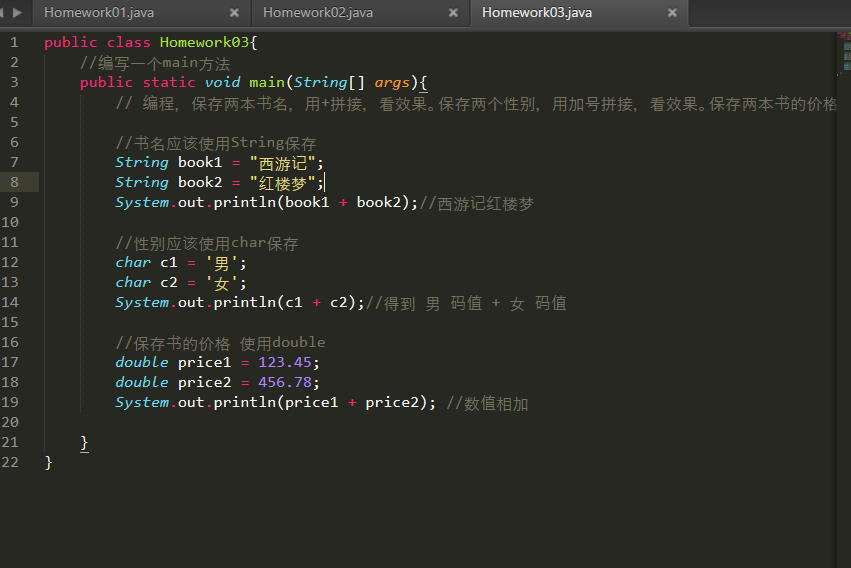 Homework01.java
Homework02.java
Homework03.java
1 public class Homework03{
2 //编写一个main方法
3 public static void main(String[] args){
4 // 编程, 保存两本书名, 用+拼接, 看效果。保存两个性别, 用加号拼接, 看效果。保存两本书的价格
5
6 //书名应该使用String保存
7 String book1 = "西游记";
8 String book2 = "红楼梦";
9 System.out.println(book1 + book2);//西游记红楼梦
10
11 //性别应该使用char保存
12 char c1 = '男';
13 char c2 = '女';
14 System.out.println(c1 + c2);//得到 男 码值 + 女 码值
15
16 //保存书的价格 使用double
17 double price1 = 123.45;
18 double price2 = 456.78;
19 System.out.println(price1 + price2); //数值相加
20
21 }
22 }